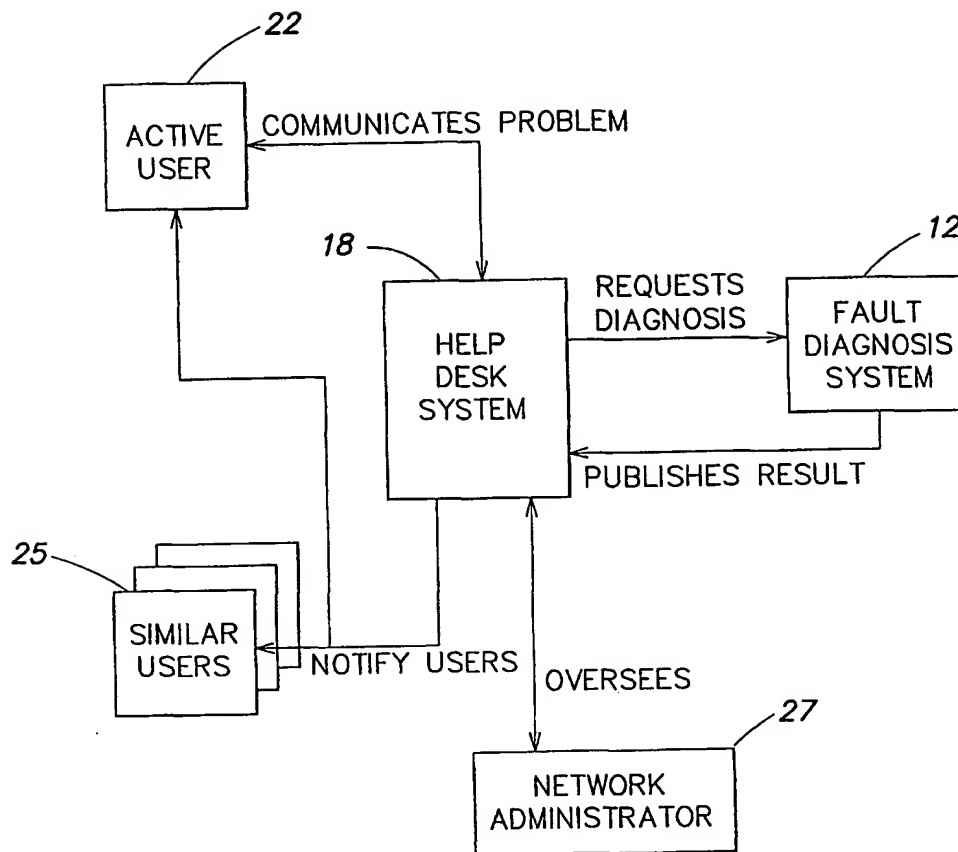 22
ACTIVE
USER
COMMUNICATES PROBLEM
18
HELP
DESK
SYSTEM
REQUESTS
DIAGNOSIS
12
FAULT
DIAGNOSIS
SYSTEM
PUBLISHES RESULT
25
SIMILAR
USERS
NOTIFY USERS
OVERSEES
27
NETWORK
ADMINISTRATOR